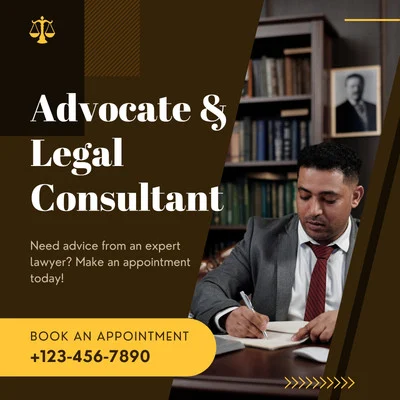 Advocate &
Legal
Consultant
Need advice from an expert
lawyer? Make an appointment
today!
BOOK AN APPOINTMENT
+123-456-7890